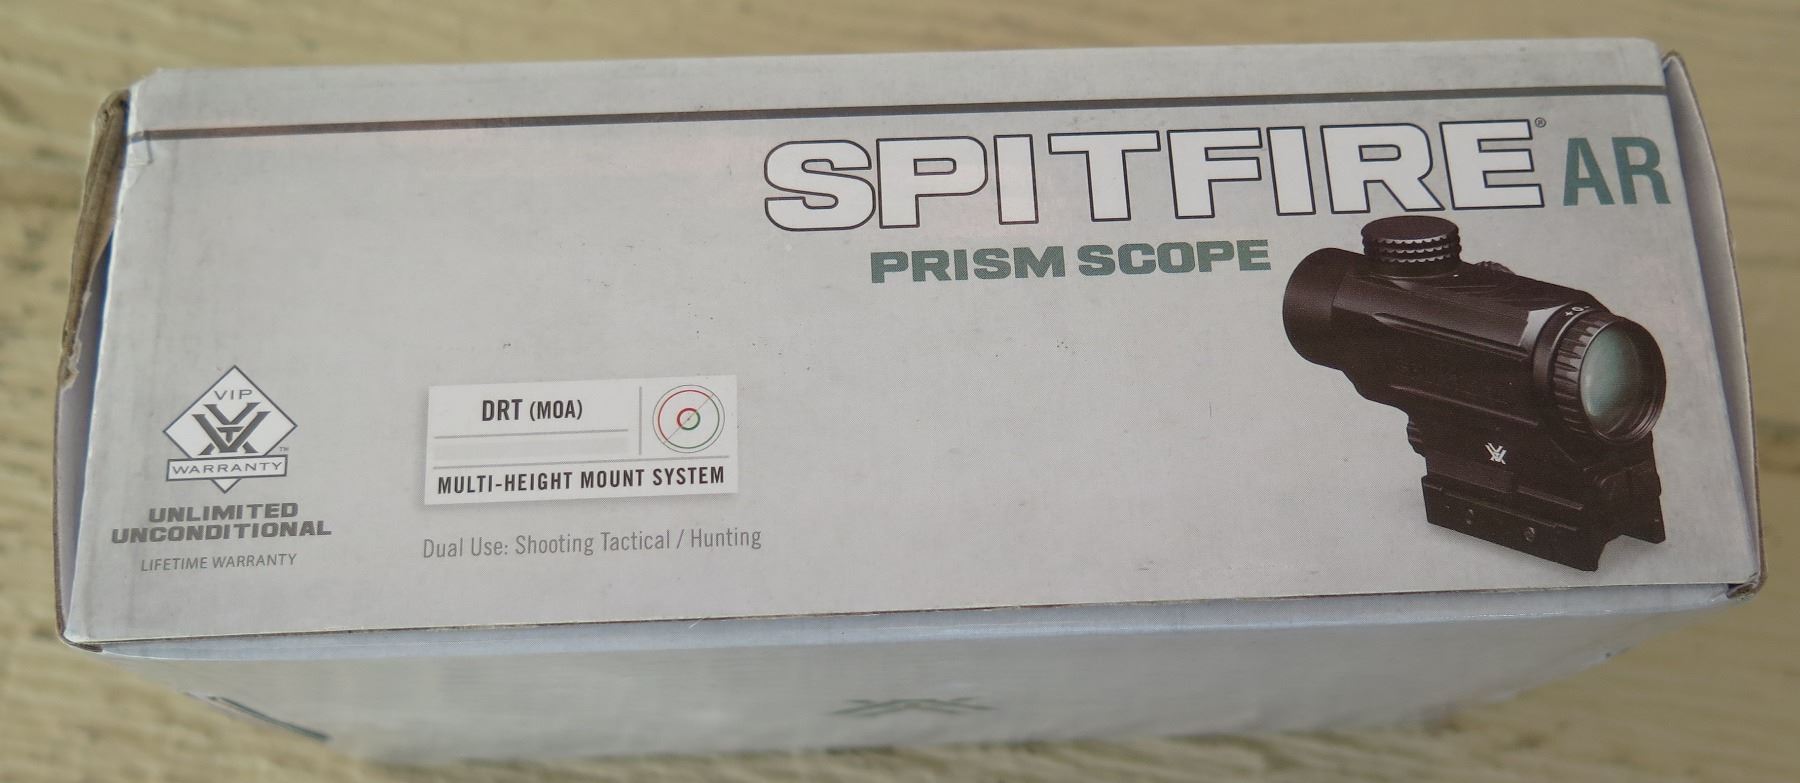 SPITFIRE® AR
PRISM SCOPE
VIP
WARRANTY™
UNLIMITED
UNCONDITIONAL
LIFETIME WARRANTY
DRT (MOA)
MULTI-HEIGHT MOUNT SYSTEM
Dual Use: Shooting Tactical / Hunting